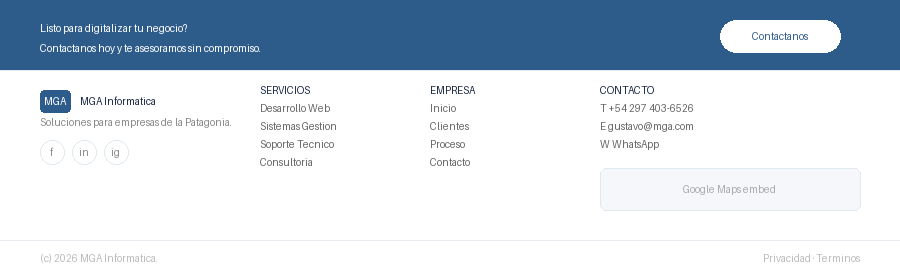 Listo para digitalizar tu negocio?
Contactanos hoy y te asesoramos sin compromiso.
Contactanos
MGA MGA Informatica
Soluciones para empresas de la Patagonia.
f in ig
SERVICIOS
Desarrollo Web
Sistemas Gestion
Soporte Tecnico
Consultoria
EMPRESA
Inicio
Clientes
Proceso
Contacto
CONTACTO
T +54 297 403-6526
E gustavo@mga.com
W WhatsApp
Google Maps embed
(c) 2026 MGA Informatica.
Privacidad · Terminos